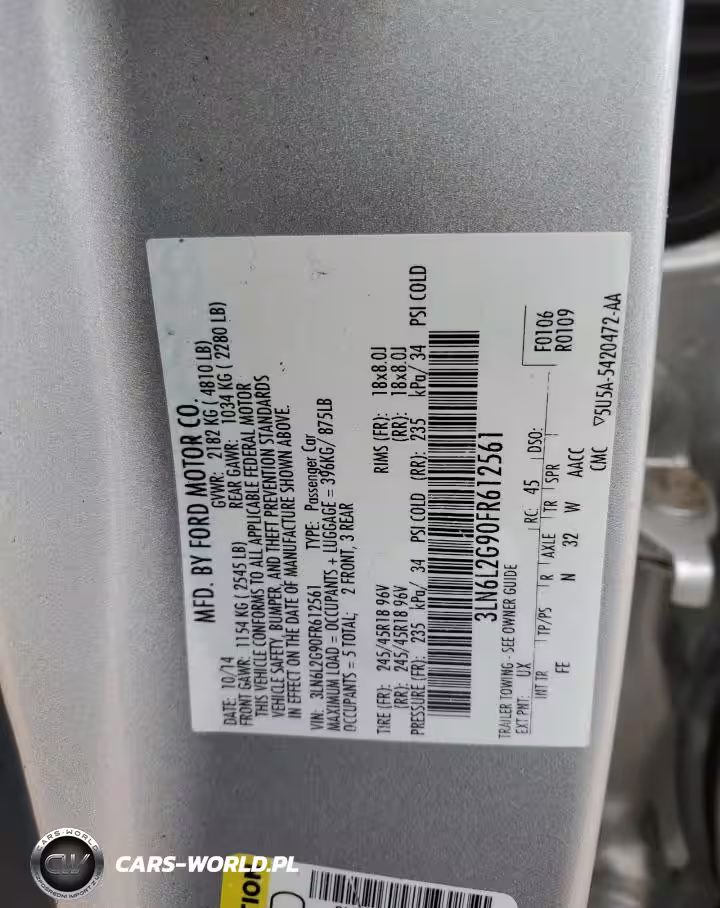 MFD. BY FORD MOTOR CO.
DATE: 10/14 GVWR: 2182 KG ( 4810 LB)
FRONT GAWR: 1154 KG ( 2545 LB) REAR GAWR: 1034 KG ( 2280 LB)
THIS VEHICLE CONFORMS TO ALL APPLICABLE FEDERAL MOTOR
VEHICLE SAFETY, BUMPER, AND THEFT PREVENTION STANDARDS
IN EFFECT ON THE DATE OF MANUFACTURE SHOWN ABOVE.
VIN: 3LN6L2G90FR612561 TYPE: Passenger Car
MAXIMUM LOAD = OCCUPANTS + LUGGAGE = 396KG/ 875LB
OCCUPANTS = 5 TOTAL; 2 FRONT, 3 REAR
TIRE (FR): 245/45R18 96V RIMS (FR): 18x8.0J
(RR): 245/45R18 96V (RR): 18x8.0J
PRESSURE (FR): 235 kPa/ 34 PSI COLD (RR): 235 kPa/ 34 PSI COLD
3LN6L2G90FR612561
TRAILER TOWING - SEE OWNER GUIDE
F0106
R0109
EXT PNT: UX RC: 45 DSO:
INT TR TP/PS R AXLE TR SPR
FE N 32 W AACC
CMC ▽5U5A-5420472-AA
CARS-WORLD
CW
CARS-WORLD.PL